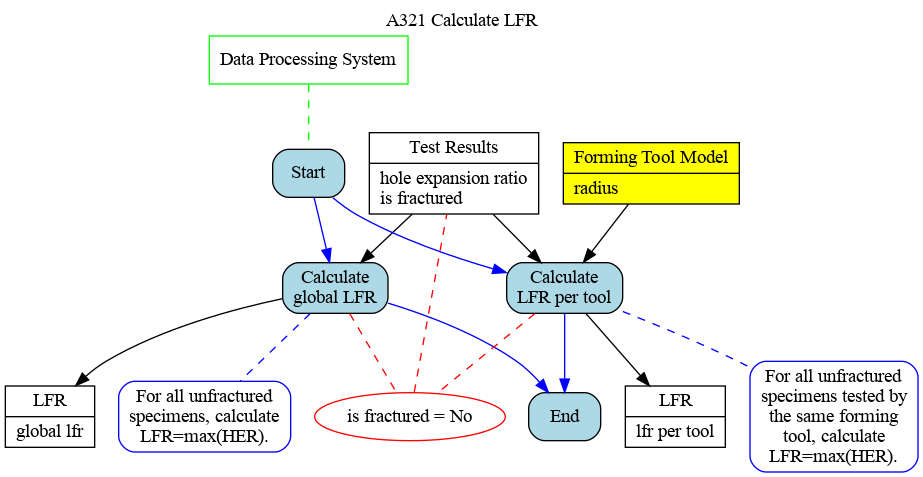 A321 Calculate LFR
Data Processing System
Start
Test Results
hole expansion ratio
is fractured
Forming Tool Model
radius
Calculate
global LFR
Calculate
LFR per tool
LFR
global lfr
For all unfractured
specimens, calculate
LFR=max(HER).
is fractured = No
End
LFR
lfr per tool
For all unfractured
specimens tested by
the same forming
tool, calculate
LFR=max(HER).